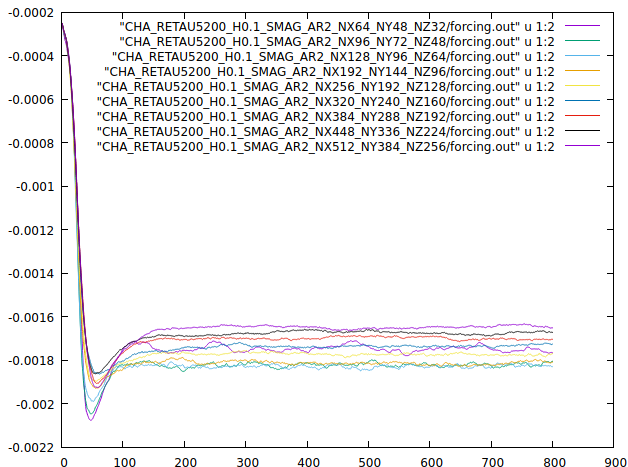 -0.0002
-0.0004
-0.0006
-0.0008
-0.001
-0.0012
-0.0014
-0.0016
-0.0018
-0.002
-0.0022
"CHA_RETAU5200_H0.1_SMAG_AR2_NX64_NY48_NZ32/forcing.out" u 1:2
"CHA_RETAU5200_H0.1_SMAG_AR2_NX96_NY72_NZ48/forcing.out" u 1:2
"CHA_RETAU5200_H0.1_SMAG_AR2_NX128_NY96_NZ64/forcing.out" u 1:2
"CHA_RETAU5200_H0.1_SMAG_AR2_NX192_NY144_NZ96/forcing.out" u 1:2
"CHA_RETAU5200_H0.1_SMAG_AR2_NX256_NY192_NZ128/forcing.out" u 1:2
"CHA_RETAU5200_H0.1_SMAG_AR2_NX320_NY240_NZ160/forcing.out" u 1:2
"CHA_RETAU5200_H0.1_SMAG_AR2_NX384_NY288_NZ192/forcing.out" u 1:2
"CHA_RETAU5200_H0.1_SMAG_AR2_NX448_NY336_NZ224/forcing.out" u 1:2
"CHA_RETAU5200_H0.1_SMAG_AR2_NX512_NY384_NZ256/forcing.out" u 1:2
0 100 200 300 400 500 600 700 800 900